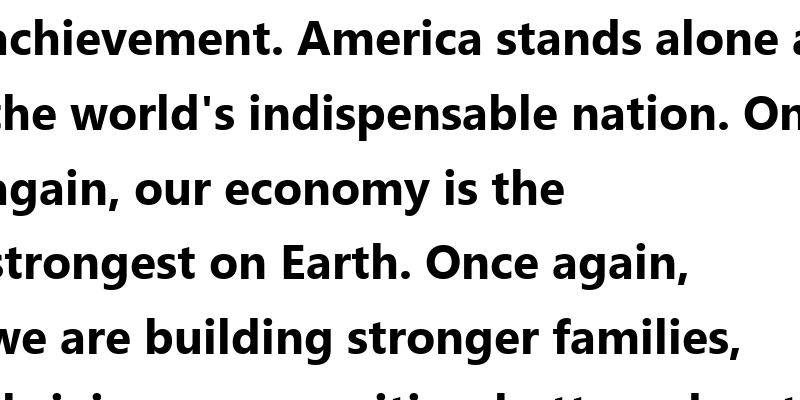 achievement. America stands alone a
the world's indispensable nation. On
again, our economy is the
strongest on Earth. Once again,
we are building stronger families,